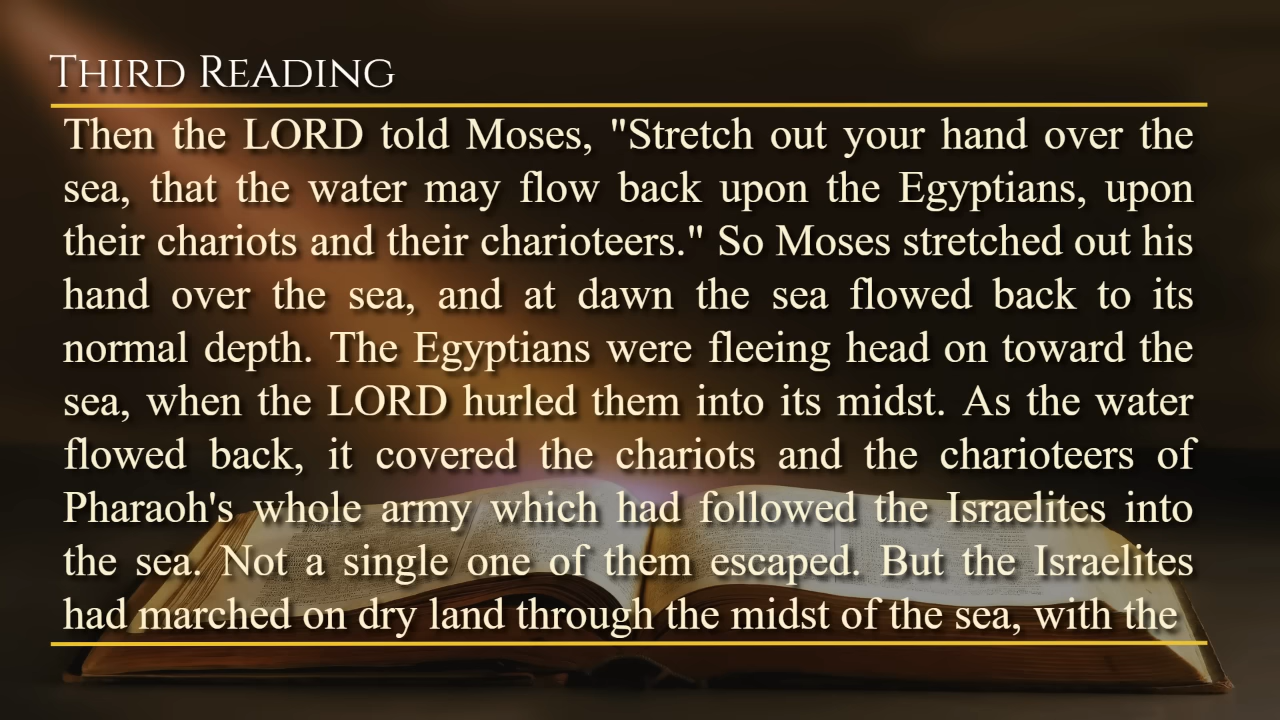 Third Reading
Then the LORD told Moses, "Stretch out your hand over the
sea, that the water may flow back upon the Egyptians, upon
their chariots and their charioteers." So Moses stretched out his
hand over the sea, and at dawn the sea flowed back to its
normal depth. The Egyptians were fleeing head on toward the
sea, when the LORD hurled them into its midst. As the water
flowed back, it covered the chariots and the charioteers of
Pharaoh's whole army which had followed the Israelites into
the sea. Not a single one of them escaped. But the Israelites
had marched on dry land through the midst of the sea, with the